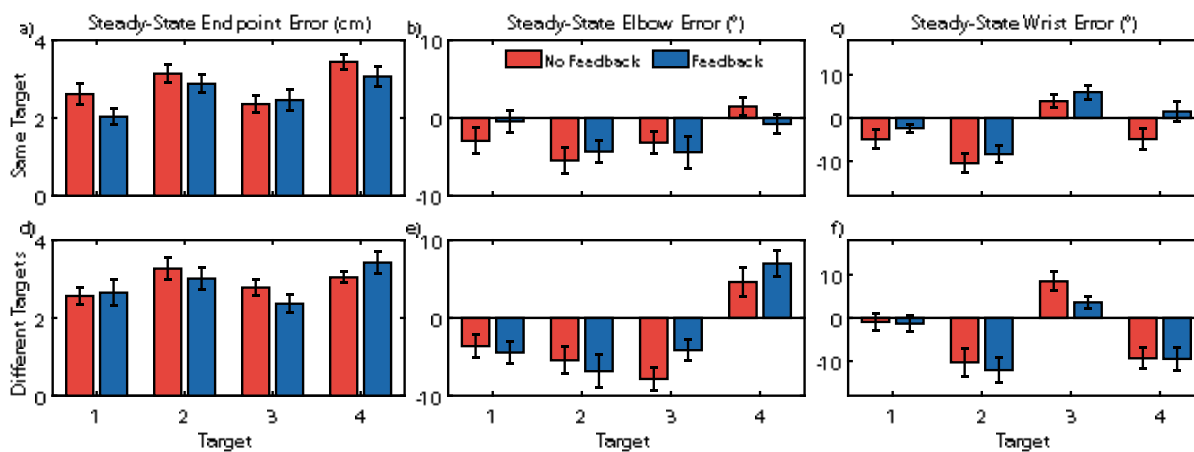 a) Steady-State Endpoint Error (cm) b) Steady-State Elbow Error (°) c) Steady-State Wrist Error (°)
No Feedback Feedback
Same Target
4
2
0
10
0
-10
10
0
-10
d) e) f)
Different Targets
4
2
0
10
0
-10
10
0
-10
1 2 3 4 1 2 3 4 1 2 3 4
Target Target Target